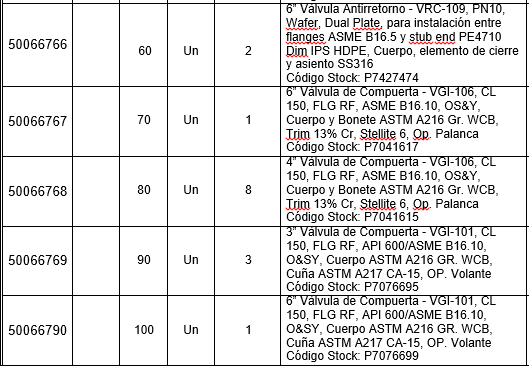 50066766 60 Un 2 6” Válvula Antirretorno - VRC-109, PN10,
Wafer, Dual Plate, para instalación entre
flanges ASME B16.5 y stub end PE4710
Dim IPS HDPE, Cuerpo, elemento de cierre
y asiento SS316
Código Stock: P7427474
50066767 70 Un 1 6” Válvula de Compuerta - VGI-106, CL
150, FLG RF, ASME B16.10, OS&Y,
Cuerpo y Bonete ASTM A216 Gr. WCB,
Trim 13% Cr, Stellite 6, Op. Palanca
Código Stock: P7041617
50066768 80 Un 8 4” Válvula de Compuerta - VGI-106, CL
150, FLG RF, ASME B16.10, OS&Y,
Cuerpo y Bonete ASTM A216 Gr. WCB,
Trim 13% Cr, Stellite 6, Op. Palanca
Código Stock: P7041615
50066769 90 Un 3 3” Válvula de Compuerta - VGI-101, CL
150, FLG RF, API 600/ASME B16.10,
O&SY, Cuerpo ASTM A216 GR. WCB,
Cuña ASTM A217 CA-15, OP. Volante
Código Stock: P7076695
50066790 100 Un 1 6” Válvula de Compuerta - VGI-101, CL
150, FLG RF, API 600/ASME B16.10,
O&SY, Cuerpo ASTM A216 GR. WCB,
Cuña ASTM A217 CA-15, OP. Volante
Código Stock: P7076699